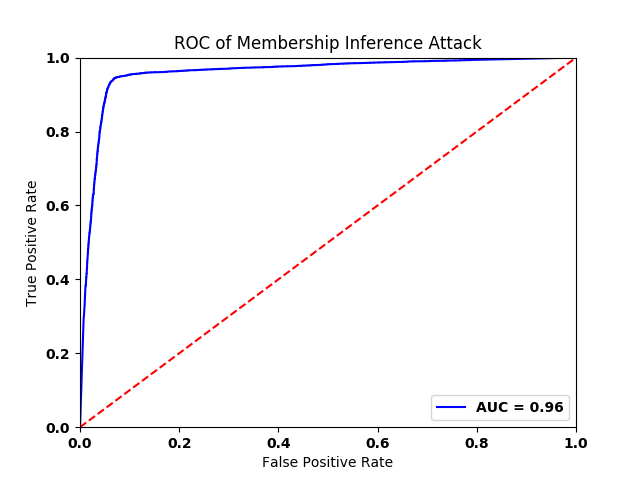 ROC of Membership Inference Attack
True Positive Rate
1.0
0.8
0.6
0.4
0.2
0.0
0.0 0.2 0.4 0.6 0.8 1.0
False Positive Rate
AUC = 0.96